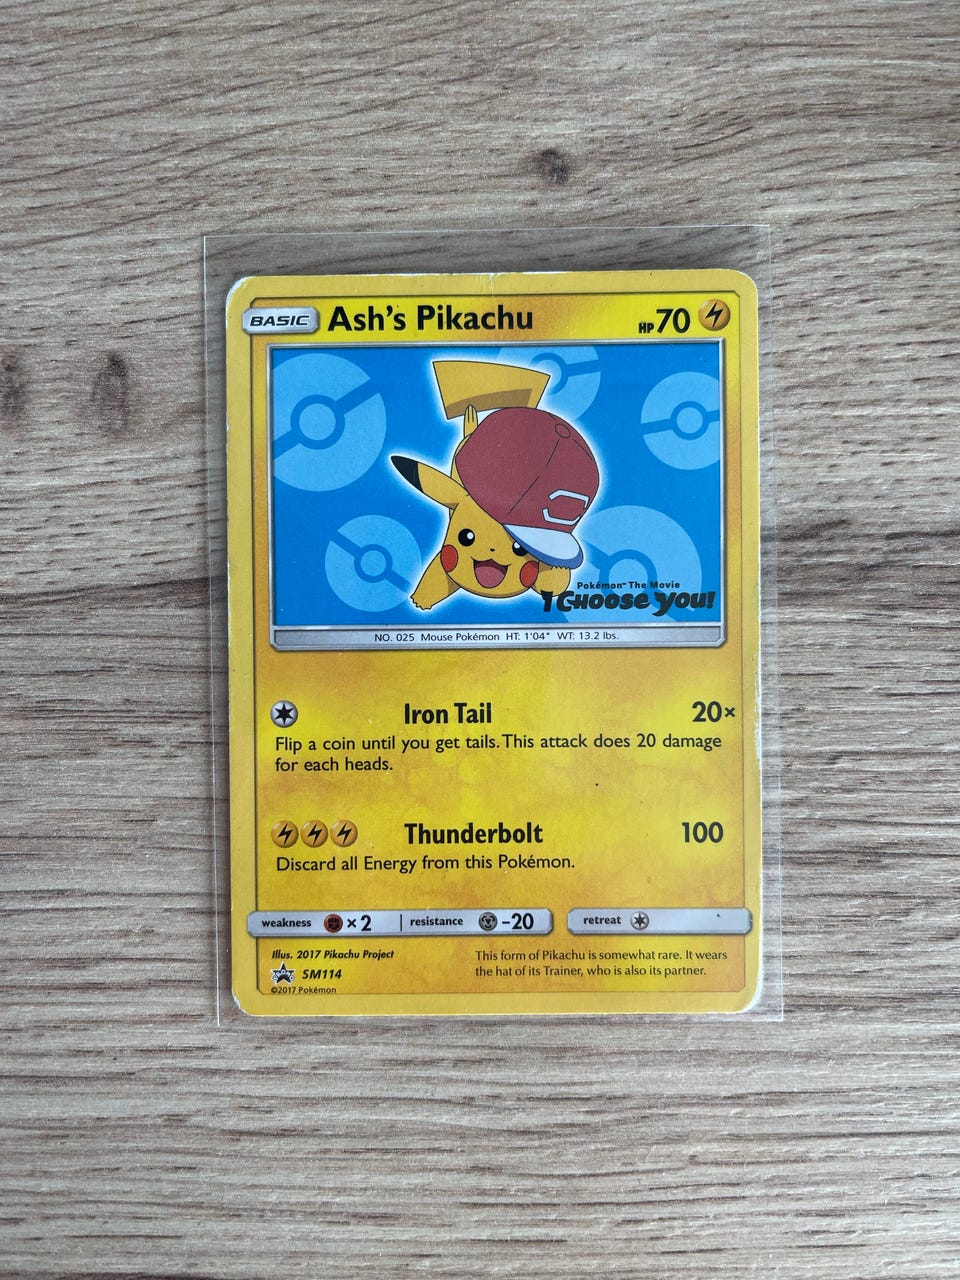 BASIC Ash's Pikachu HP 70
Pokémon™ The Movie
I Choose You!
NO. 025 Mouse Pokémon HT: 1'04" WT: 13.2 lbs.
Iron Tail 20×
Flip a coin until you get tails. This attack does 20 damage
for each heads.
Thunderbolt 100
Discard all Energy from this Pokémon.
weakness ×2 resistance -20 retreat
Illus. 2017 Pikachu Project
SM114
©2017 Pokémon
This form of Pikachu is somewhat rare. It wears
the hat of its Trainer, who is also its partner.